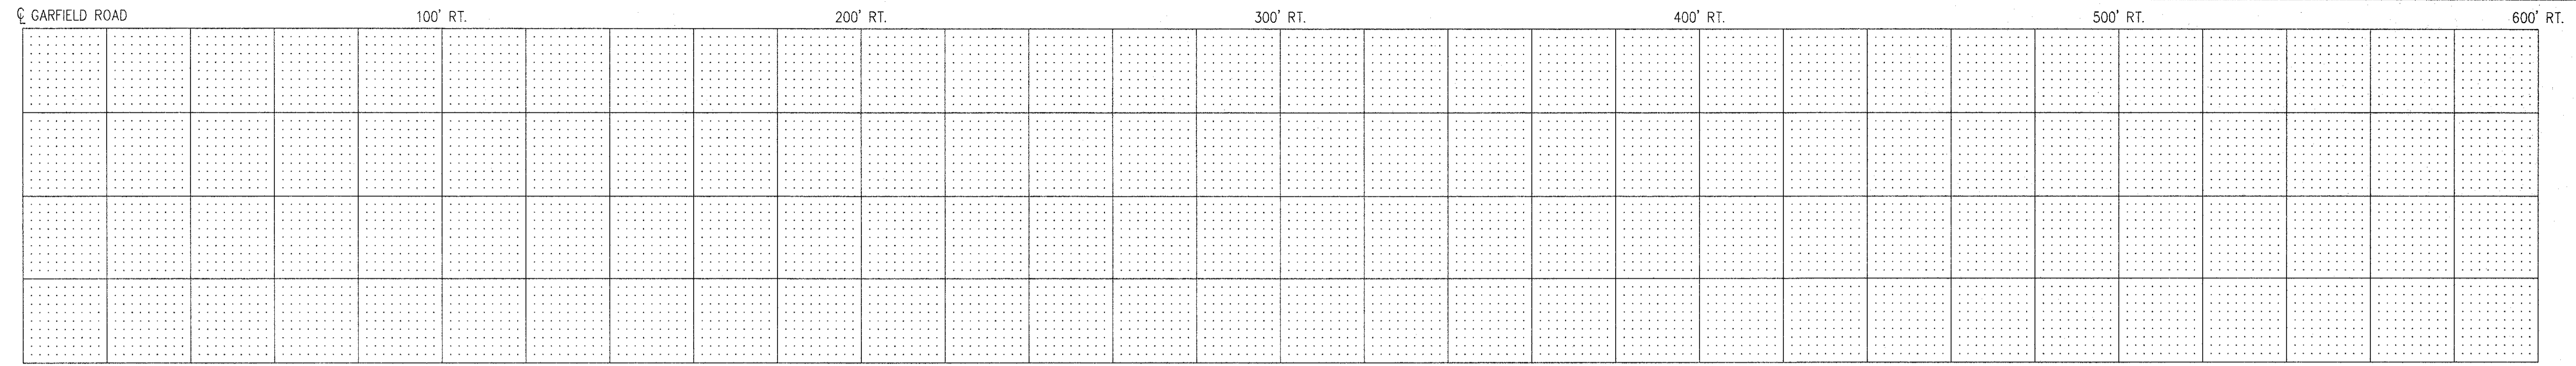 ℄ GARFIELD ROAD 100' RT. 200' RT. 300' RT. 400' RT. 500' RT. 600' RT.